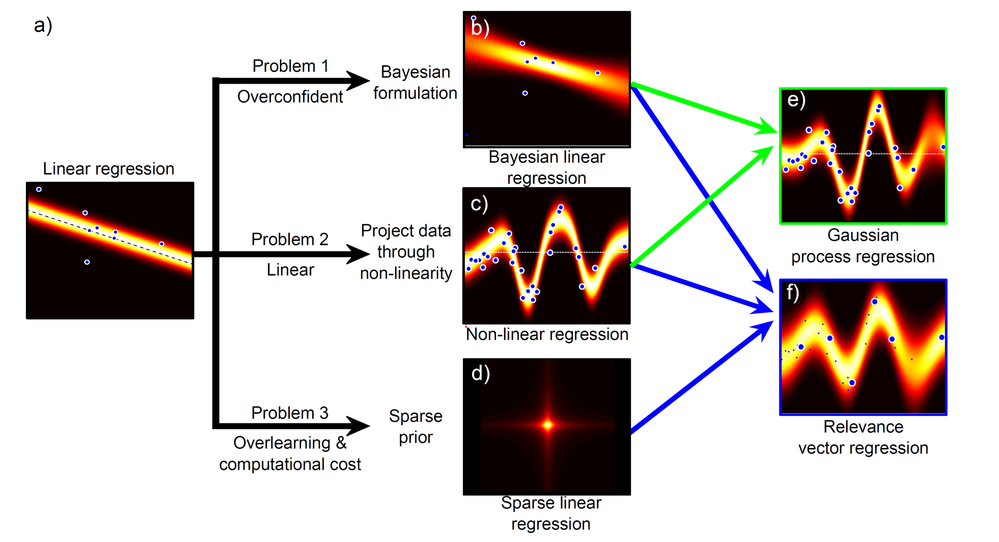 a)
Linear regression
Problem 1
Overconfident
Bayesian
formulation
b)
Bayesian linear
regression
Problem 2
Linear
Project data
through
non-linearity
c)
Non-linear regression
Problem 3
Overlearning &
computational cost
Sparse
prior
d)
Sparse linear
regression
e)
Gaussian
process regression
f)
Relevance
vector regression